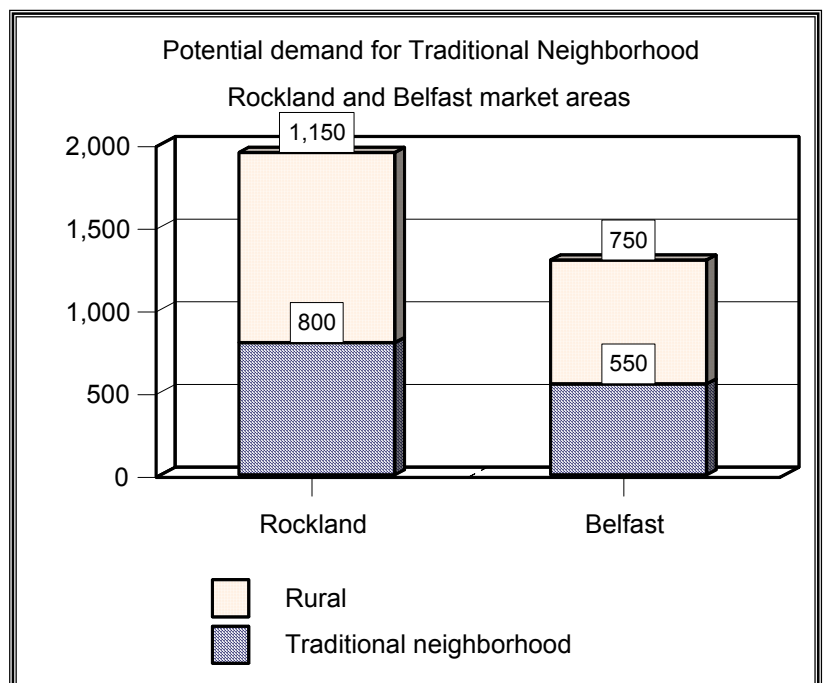 Potential demand for Traditional Neighborhood
Rockland and Belfast market areas
2,000
1,500
1,000
500
0
1,150
800
750
550
Rockland
Belfast
Rural
Traditional neighborhood